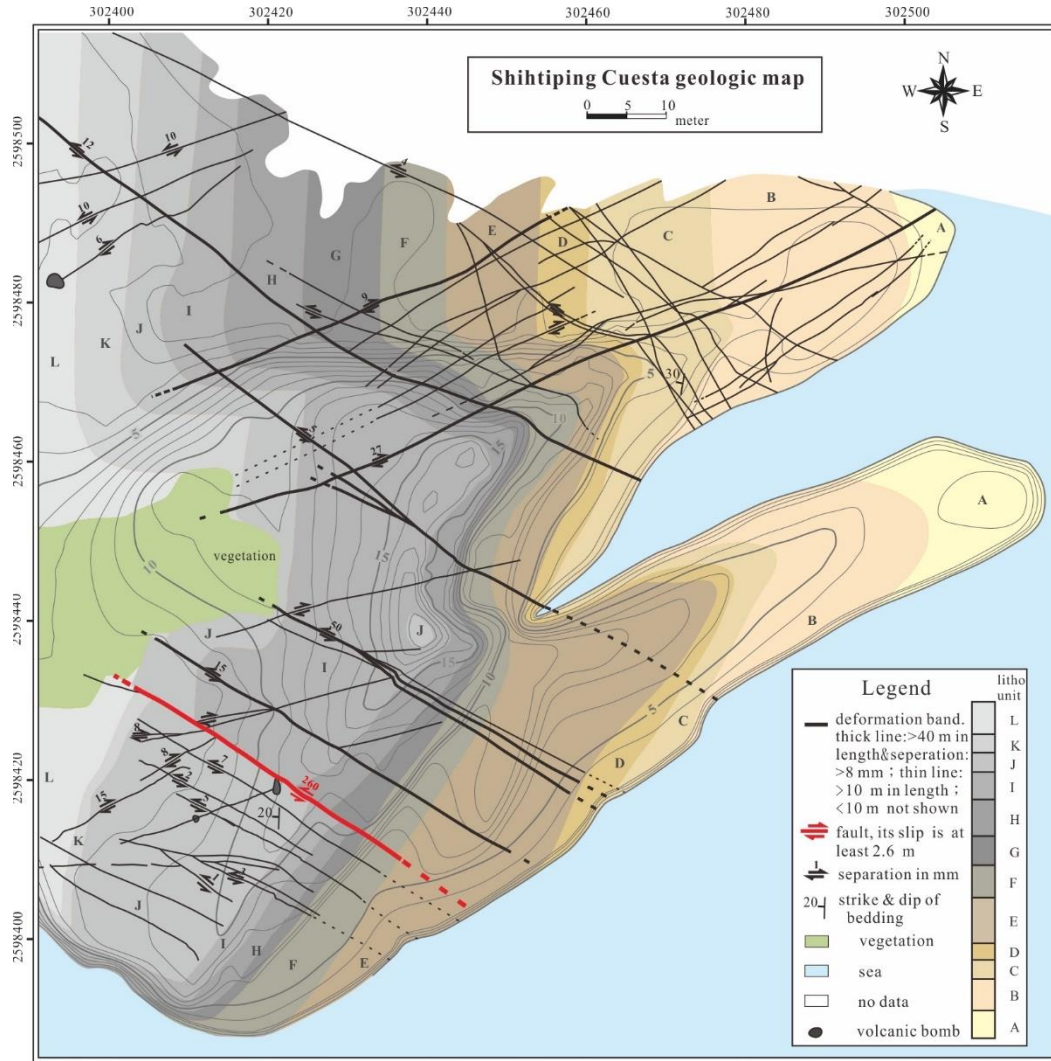 302400 302420 302440 302460 302480 302500
Shihtiping Cuesta geologic map
0 5 10
meter
N
W E
S
2598500
2598480
2598460
2598440
2598420
2598400
12
10
4
10
6
B
A
C
D
E
F
G
H
I
J
K
L
9
5
30
5
10
15
5
27
A
vegetation
15
10
50
J
J
I
15
10
B
15
5
C
D
8
8
7
2
260
3
15
20
L
K
1
1
J
I
H
F
E
Legend
litho
unit
deformation band.
thick line:>40 m in
length&seperation:
>8 mm ; thin line:
>10 m in length ;
<10 m not shown
fault, its slip is at
least 2.6 m
1
separation in mm
20
strike & dip of
bedding
vegetation
sea
no data
volcanic bomb
L
K
J
I
H
G
F
E
D
C
B
A